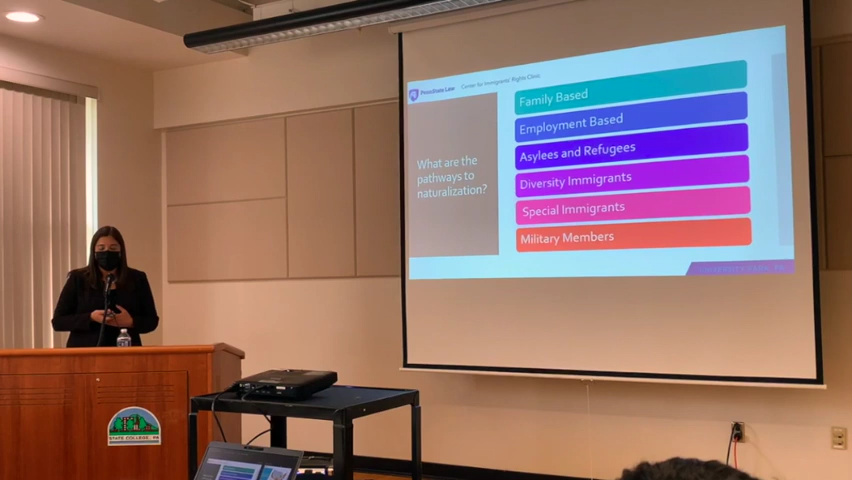 PennState Law
Center for Immigrants' Rights Clinic
What are the
pathways to
naturalization?
Family Based
Employment Based
Asylees and Refugees
Diversity Immigrants
Special Immigrants
Military Members
STATE COLLEGE, PA